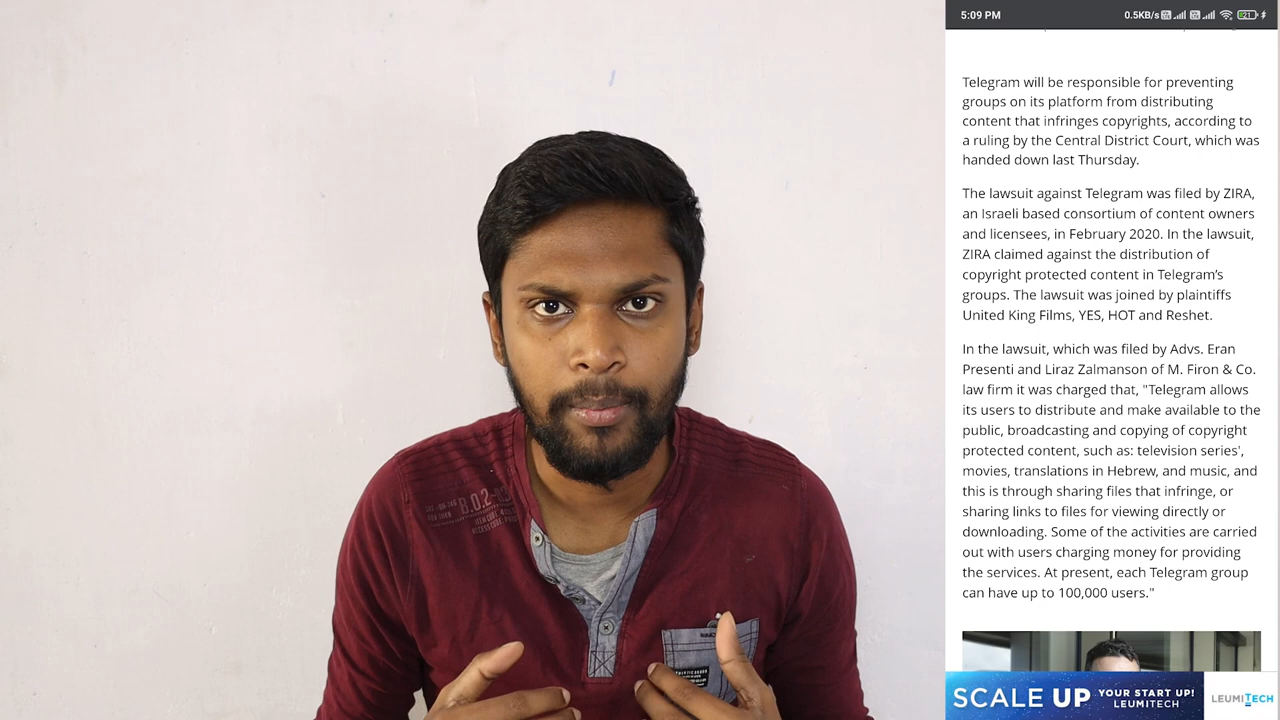 5:09 PM
0.5KB/s
21
Telegram will be responsible for preventing
groups on its platform from distributing
content that infringes copyrights, according to
a ruling by the Central District Court, which was
handed down last Thursday.
The lawsuit against Telegram was filed by ZIRA,
an Israeli based consortium of content owners
and licensees, in February 2020. In the lawsuit,
ZIRA claimed against the distribution of
copyright protected content in Telegram’s
groups. The lawsuit was joined by plaintiffs
United King Films, YES, HOT and Reshet.
In the lawsuit, which was filed by Advs. Eran
Presenti and Liraz Zalmanson of M. Firon & Co.
law firm it was charged that, "Telegram allows
its users to distribute and make available to the
public, broadcasting and copying of copyright
protected content, such as: television series',
movies, translations in Hebrew, and music, and
this is through sharing files that infringe, or
sharing links to files for viewing directly or
downloading. Some of the activities are carried
out with users charging money for providing
the services. At present, each Telegram group
can have up to 100,000 users."
SCALE UP YOUR START UP!
LEUMITECH
LEUMITECH